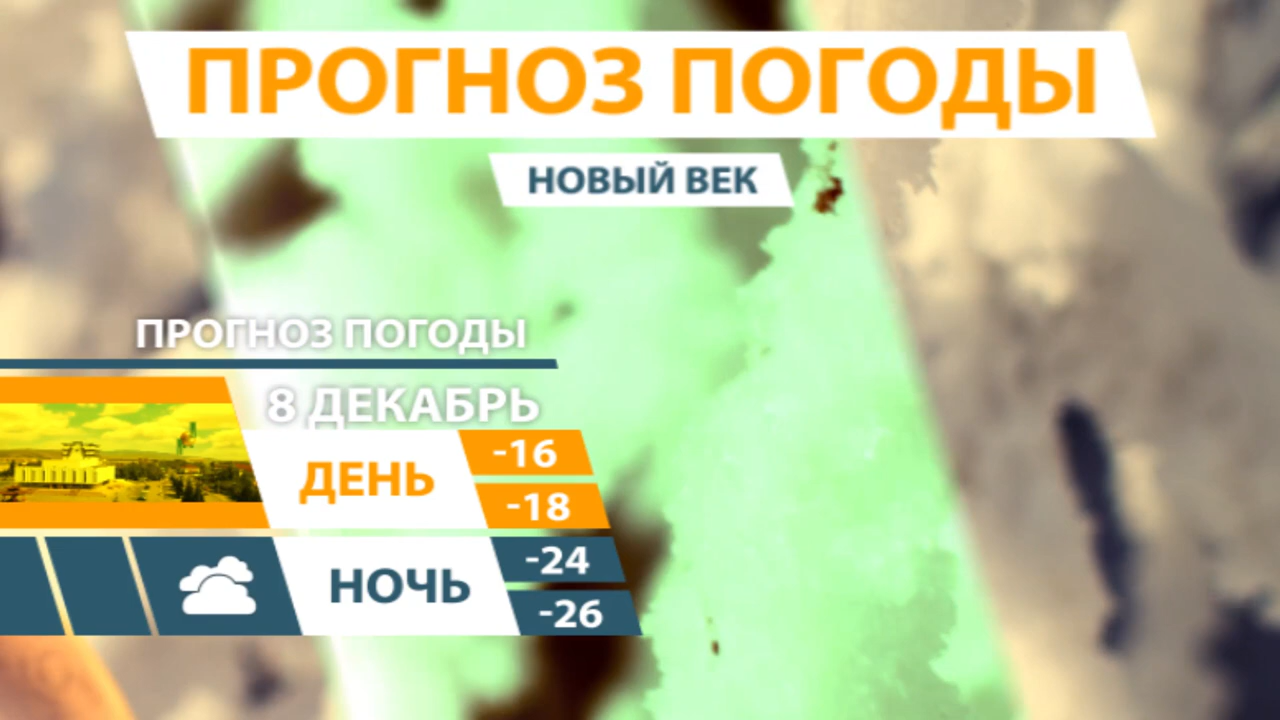 ПРОГНОЗ ПОГОДЫ
НОВЫЙ ВЕК
ПРОГНОЗ ПОГОДЫ
8 ДЕКАБРЬ
ДЕНЬ
-16
-18
НОЧЬ
-24
-26